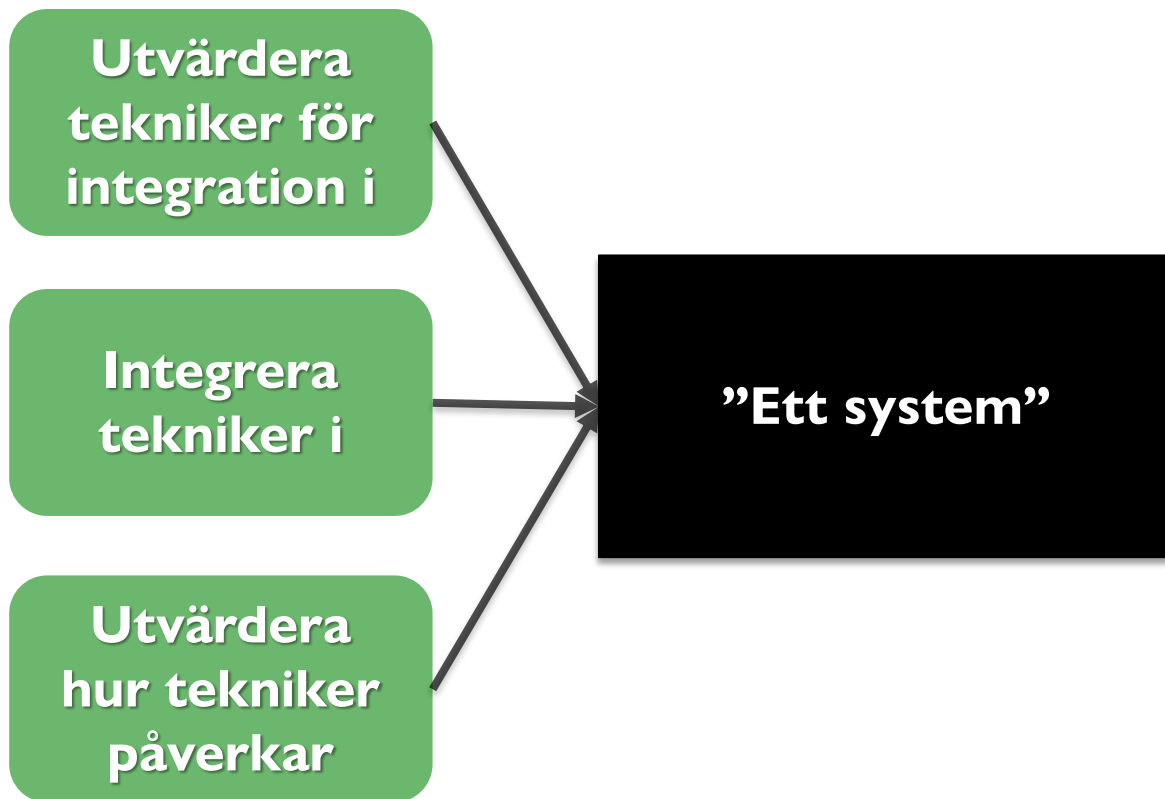 Utvärdera
tekniker för
integration i
Integrera
tekniker i
”Ett system”
Utvärdera
hur tekniker
påverkar